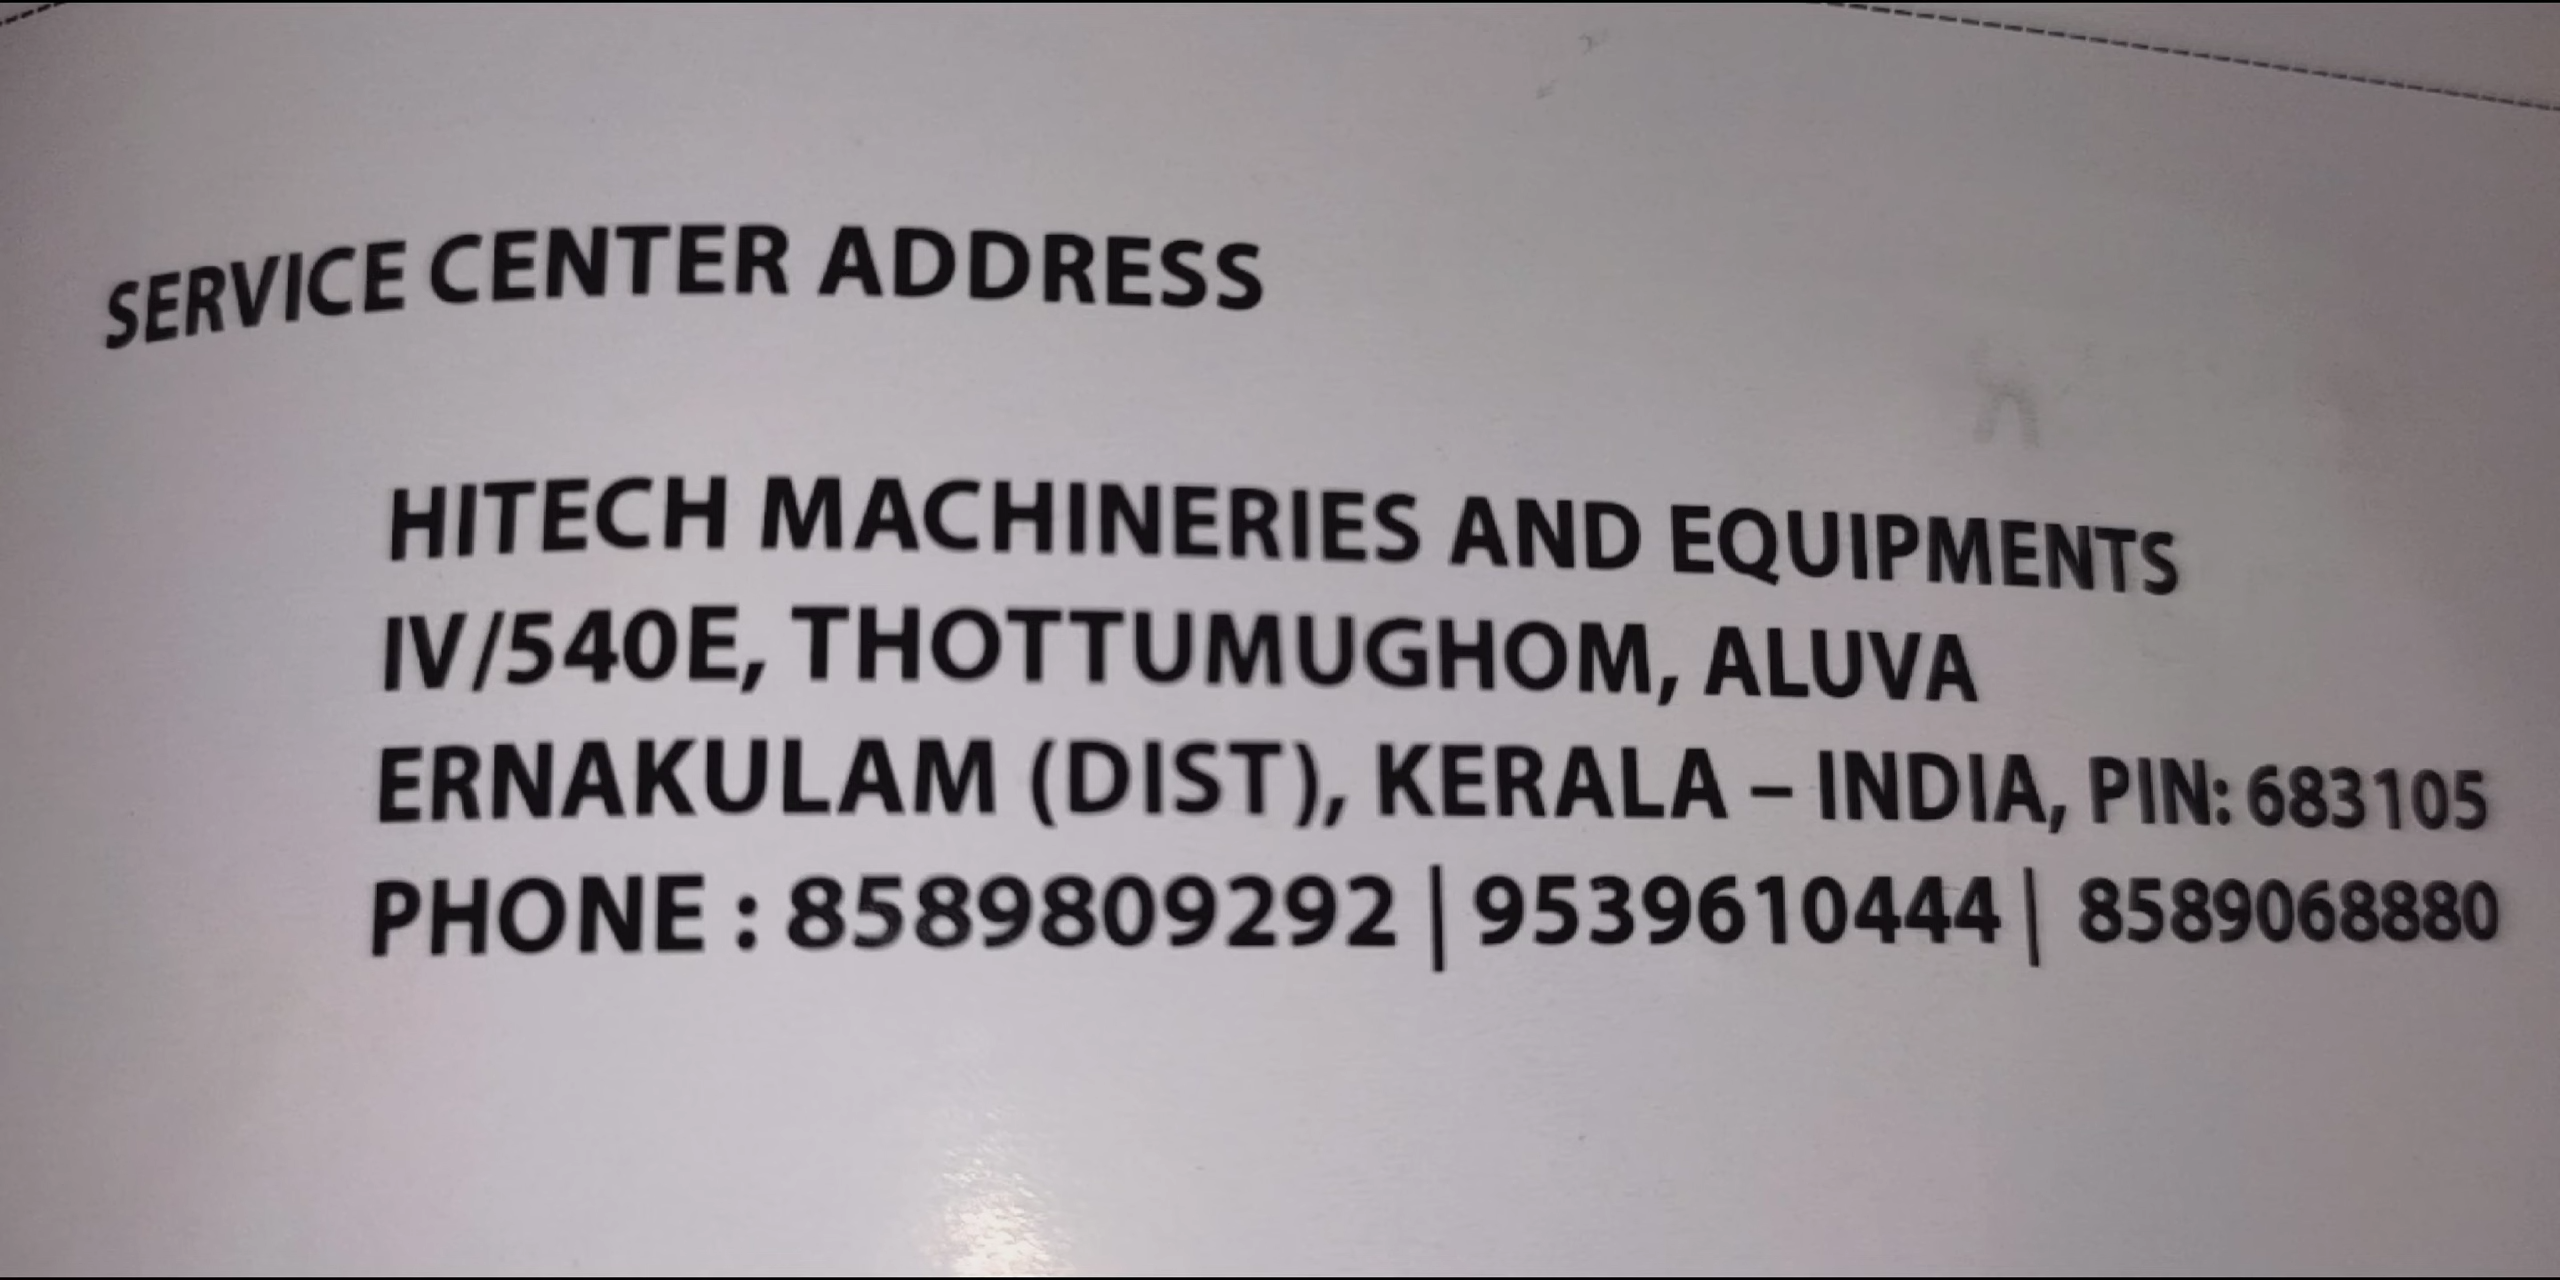 SERVICE CENTER ADDRESS
HITECH MACHINERIES AND EQUIPMENTS
IV/540E, THOTTUMUGHOM, ALUVA
ERNAKULAM (DIST), KERALA – INDIA, PIN: 683105
PHONE : 8589809292 | 9539610444 | 8589068880